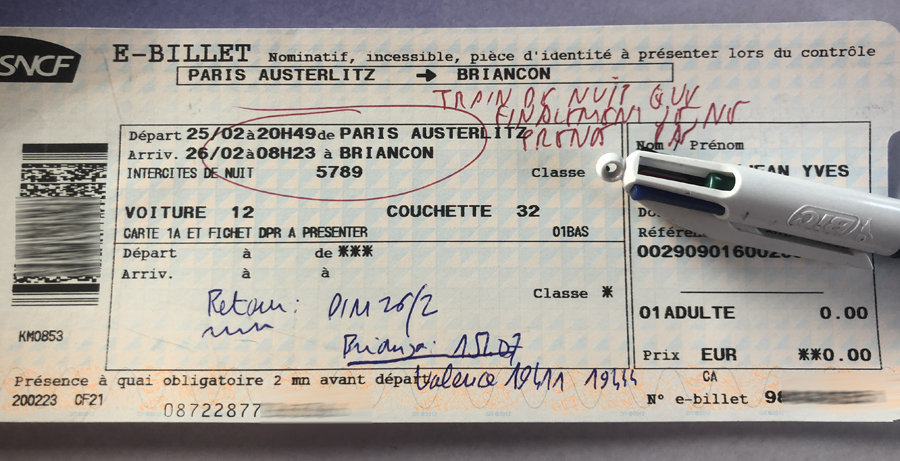 SNCF
E-BILLET Nominatif, incessible, pièce d'identité à présenter lors du contrôle
PARIS AUSTERLITZ → BRIANCON
TRAIN DE NUIT QUE
FINALEMENT JE NE
PRENDS PAS
Départ 25/02 à 20H49 de PARIS AUSTERLITZ
Nom Prénom
Arriv. 26/02 à 08H23 à BRIANCON
JEAN YVES
INTERCITES DE NUIT 5789 Classe
VOITURE 12 COUCHETTE 32
CARTE 1A ET FICHET DPR A PRESENTER 01BAS
Départ à de ***
Arriv. à à
Classe *
01ADULTE 0.00
Retour: DIM 26/2
KM0853
Prix EUR **0.00
15h07
Présence à quai obligatoire 2 mn avant départ
Valence 19h11 19h44
CA
200223 CF21
N° e-billet 98
08722877